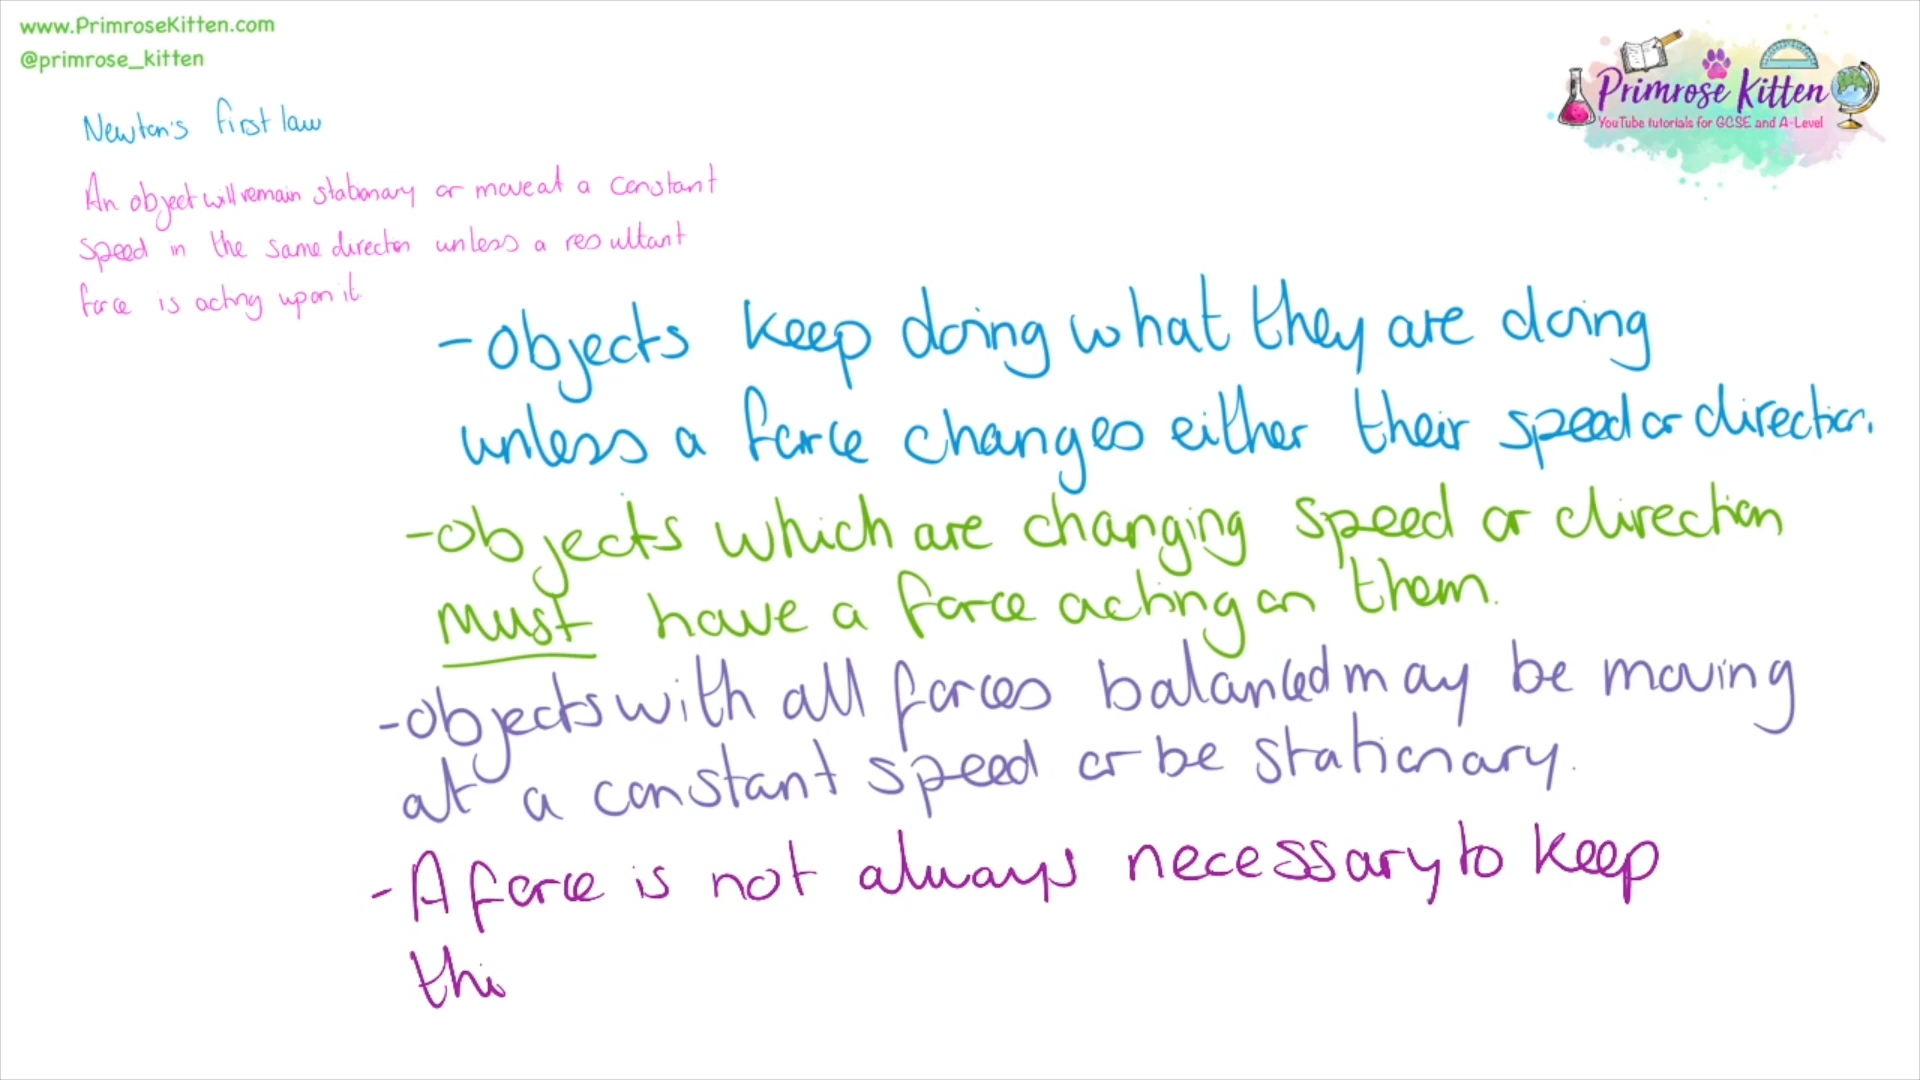 www.PrimroseKitten.com
@primrose_kitten
Primrose Kitten
YouTube tutorials for GCSE and A-Level
Newton's first law
An object will remain stationary or move at a constant
speed in the same direction unless a resultant
force is acting upon it.
- Objects keep doing what they are doing
unless a force changes either their speed or direction.
- Objects which are changing speed or direction
must have a force acting on them.
- Objects with all forces balanced may be moving
at a constant speed or be stationary.
- A force is not always necessary to keep
thi